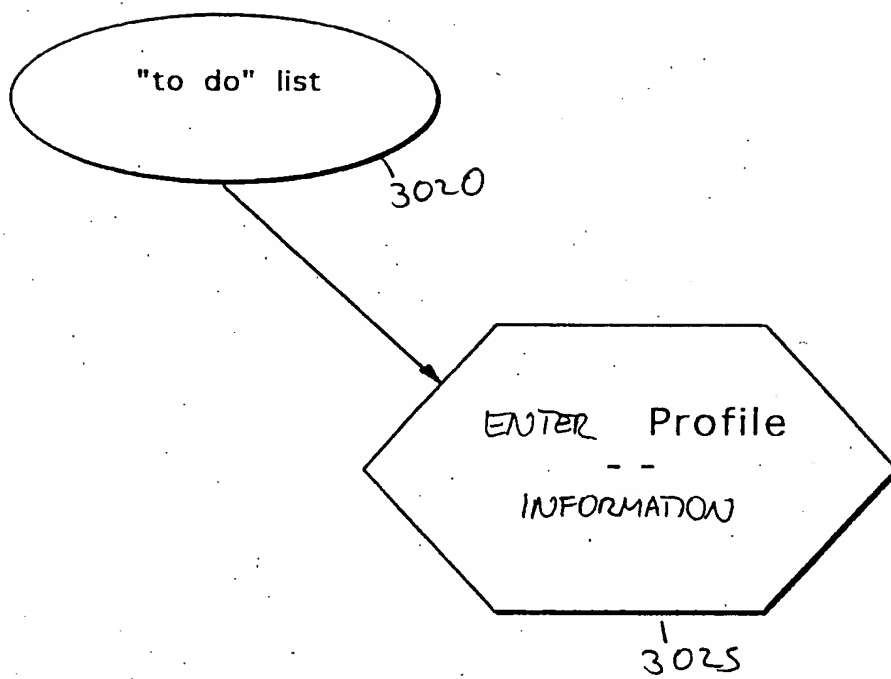 "to do" list
3020
ENTER Profile
- -
INFORMATION
3025